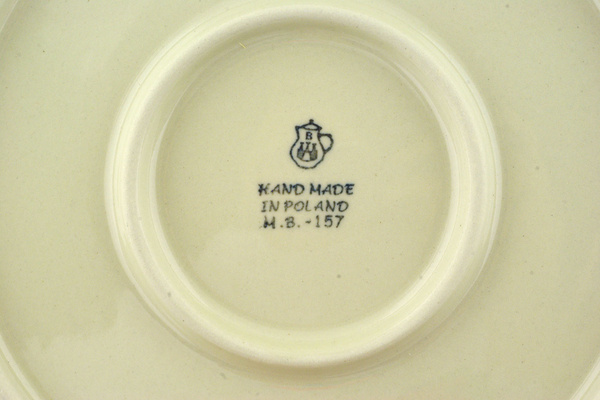 B
HAND MADE
IN POLAND
M.B.-157